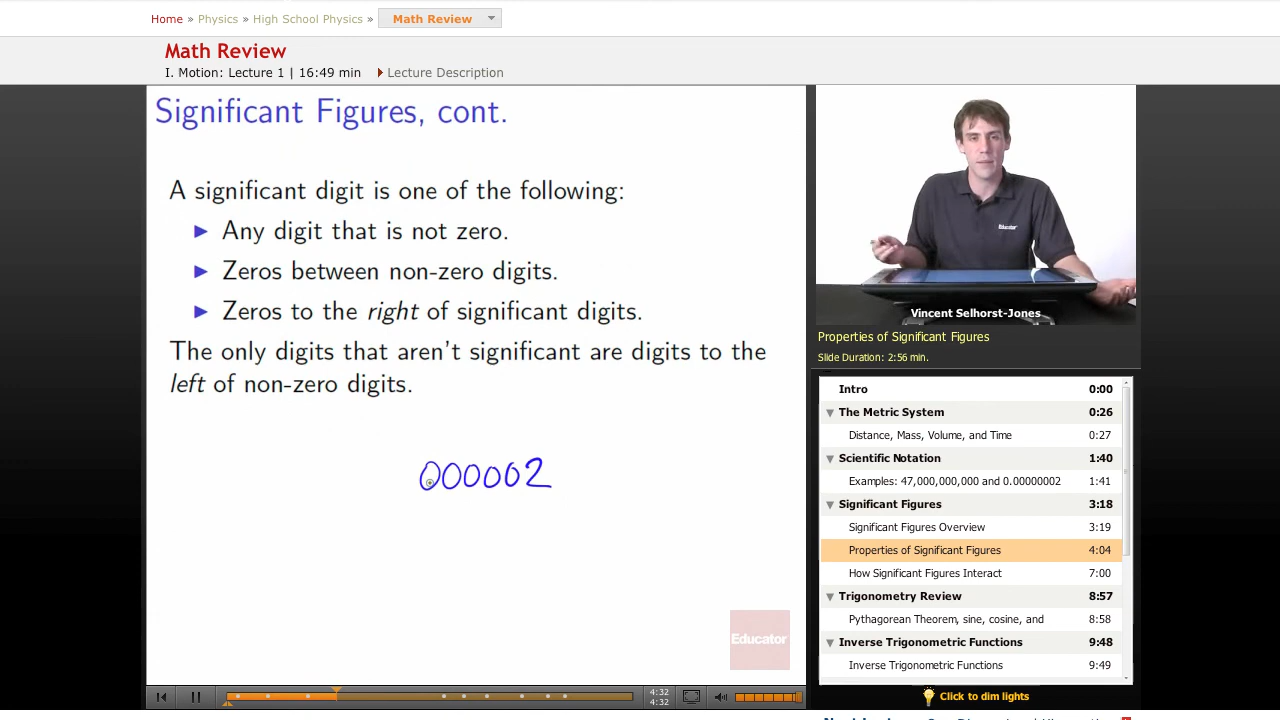 Home » Physics » High School Physics » Math Review
Math Review
I. Motion: Lecture 1 | 16:49 min Lecture Description
Significant Figures, cont.
A significant digit is one of the following:
Any digit that is not zero.
Zeros between non-zero digits.
Zeros to the right of significant digits.
The only digits that aren't significant are digits to the
left of non-zero digits.
000002
Educator
Educator
Vincent Selhorst-Jones
Properties of Significant Figures
Slide Duration: 2:56 min.
Intro 0:00
The Metric System 0:26
Distance, Mass, Volume, and Time 0:27
Scientific Notation 1:40
Examples: 47,000,000,000 and 0.00000002 1:41
Significant Figures 3:18
Significant Figures Overview 3:19
Properties of Significant Figures 4:04
How Significant Figures Interact 7:00
Trigonometry Review 8:57
Pythagorean Theorem, sine, cosine, and 8:58
Inverse Trigonometric Functions 9:48
Inverse Trigonometric Functions 9:49
4:32
4:32
Click to dim lights